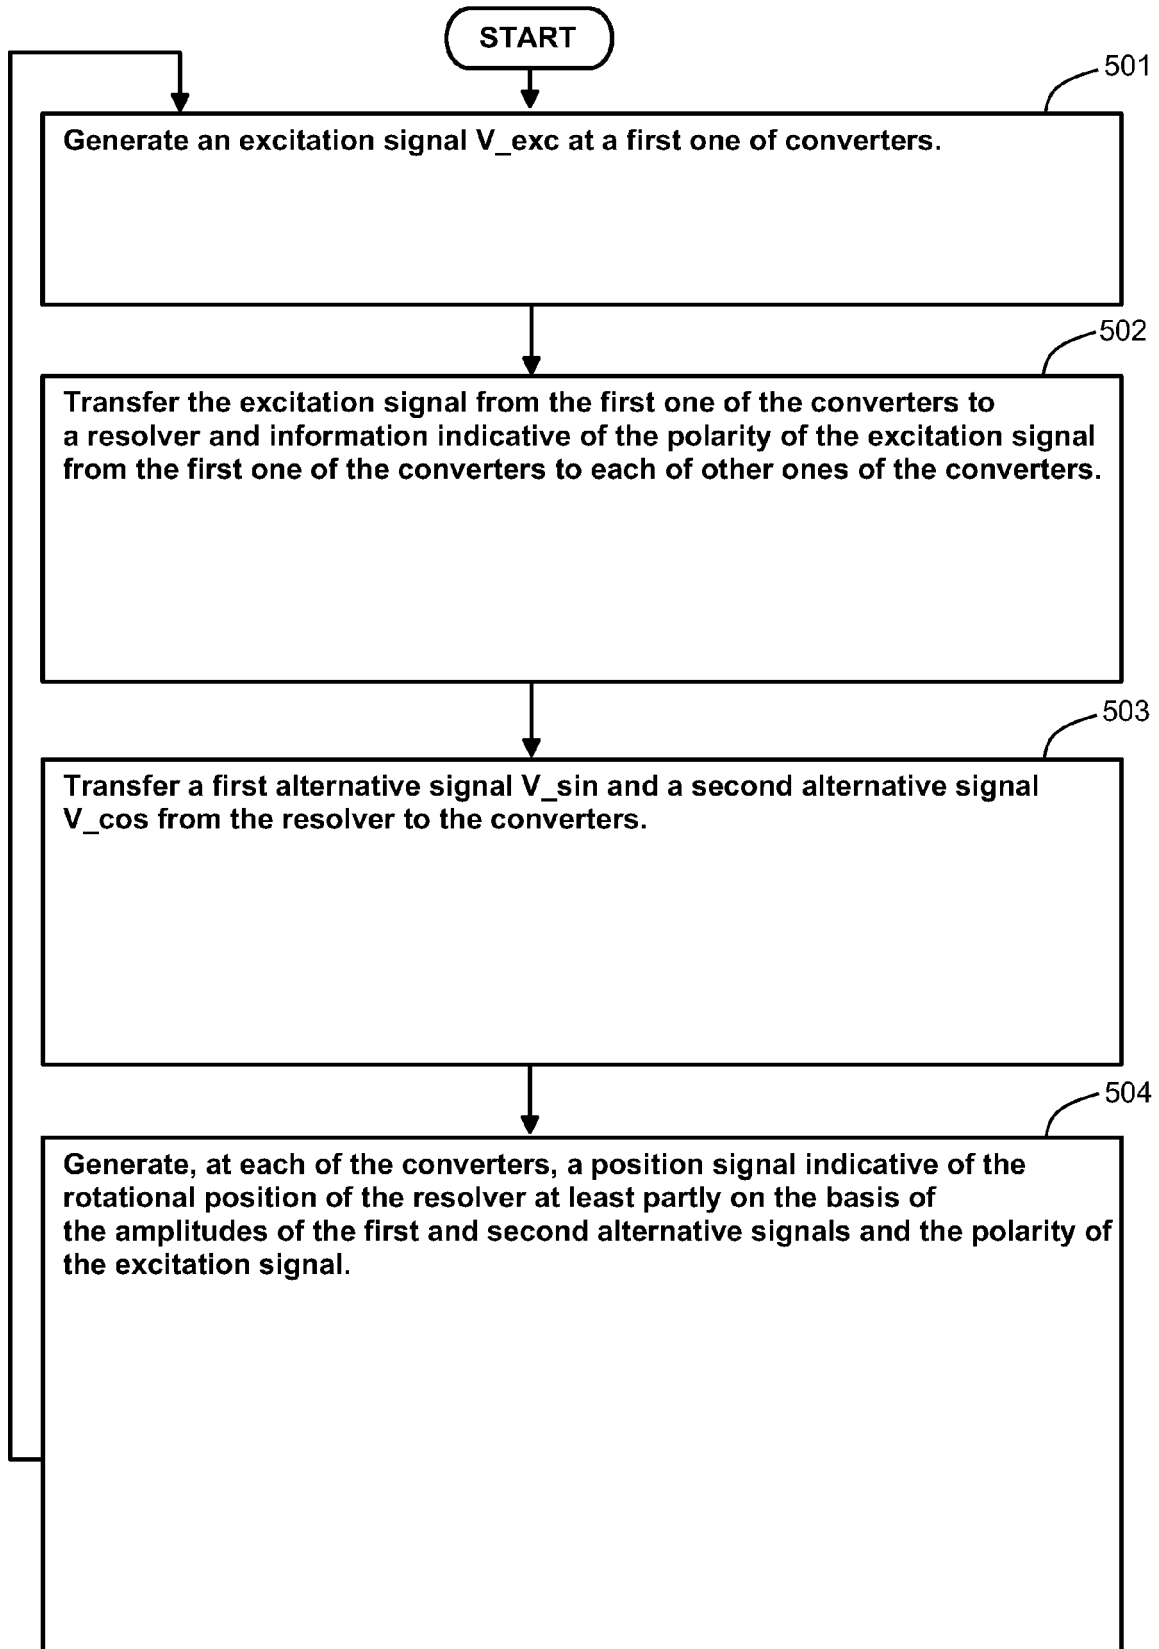 START
501
Generate an excitation signal V_exc at a first one of converters.
502
Transfer the excitation signal from the first one of the converters to
a resolver and information indicative of the polarity of the excitation signal
from the first one of the converters to each of other ones of the converters.
503
Transfer a first alternative signal V_sin and a second alternative signal
V_cos from the resolver to the converters.
504
Generate, at each of the converters, a position signal indicative of the
rotational position of the resolver at least partly on the basis of
the amplitudes of the first and second alternative signals and the polarity of
the excitation signal.